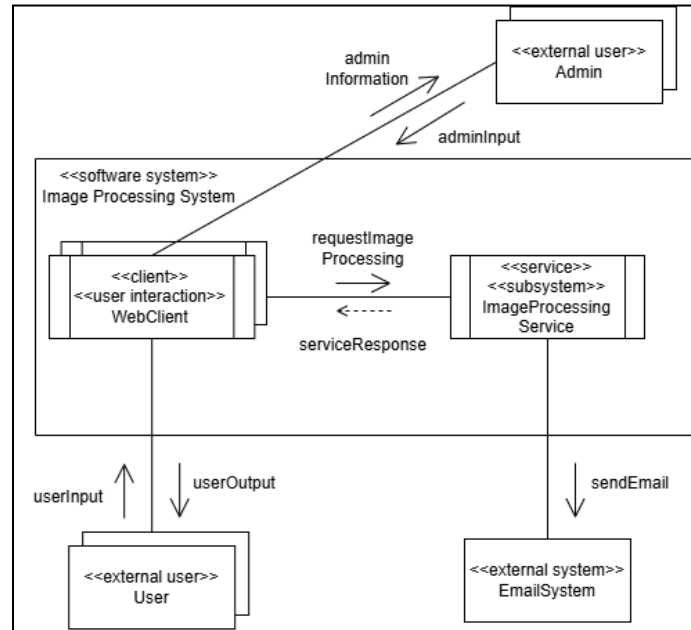 <<external user>>
Admin
admin
Information
adminInput
<<software system>>
Image Processing System
<<client>>
<<user interaction>>
WebClient
requestImage
Processing
serviceResponse
<<service>>
<<subsystem>>
ImageProcessing
Service
userInput
userOutput
sendEmail
<<external user>>
User
<<external system>>
EmailSystem